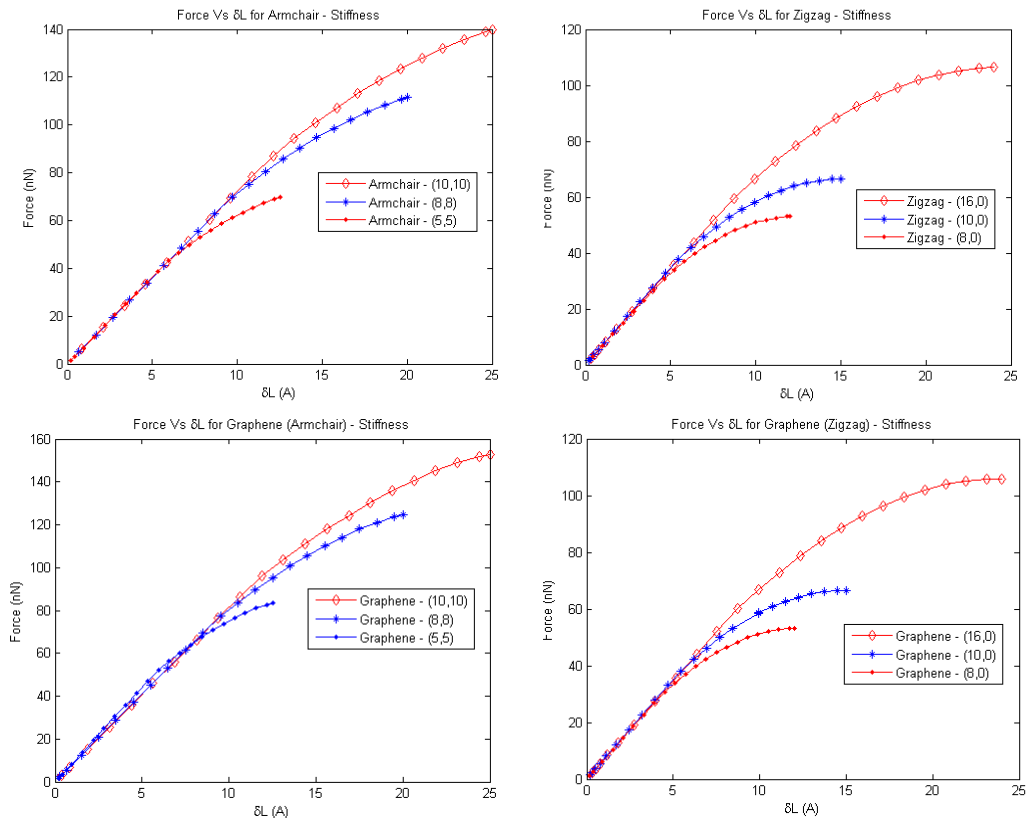 Force Vs δL for Armchair - Stiffness
140
120
100
80
60
40
20
0
Force (nN)
Armchair - (10,10)
Armchair - (8,8)
Armchair - (5,5)
0 5 10 15 20 25
δL (A)
Force Vs δL for Zigzag - Stiffness
120
100
80
60
40
20
0
Force (nN)
Zigzag - (16,0)
Zigzag - (10,0)
Zigzag - (8,0)
0 5 10 15 20 25
δL (A)
Force Vs δL for Graphene (Armchair) - Stiffness
160
140
120
100
80
60
40
20
0
Force (nN)
Graphene - (10,10)
Graphene - (8,8)
Graphene - (5,5)
0 5 10 15 20 25
δL (A)
Force Vs δL for Graphene (Zigzag) - Stiffness
120
100
80
60
40
20
0
Force (nN)
Graphene - (16,0)
Graphene - (10,0)
Graphene - (8,0)
0 5 10 15 20 25
δL (A)